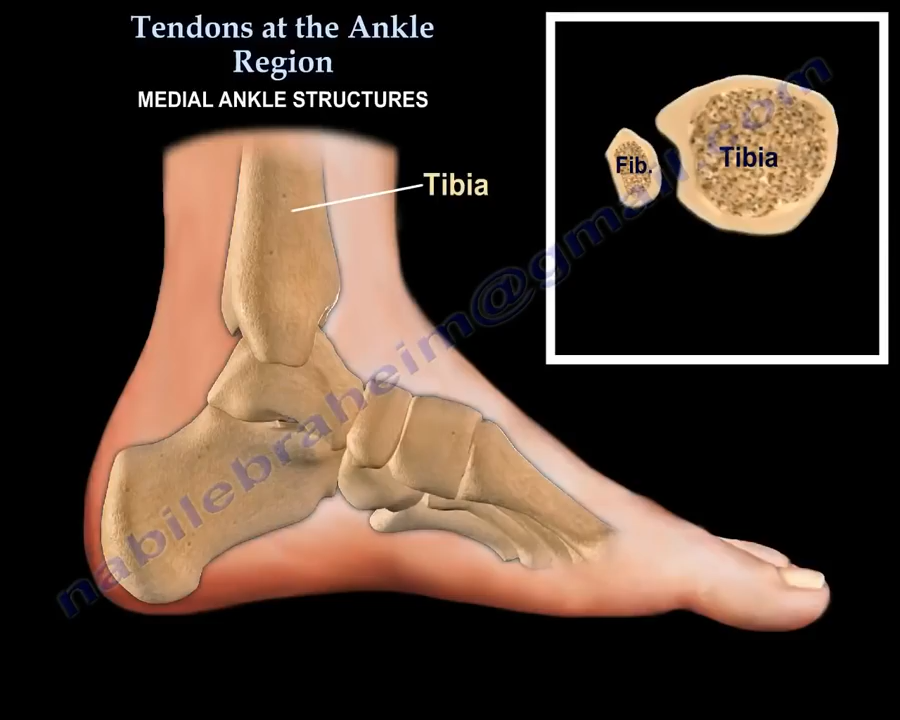 Tendons at the Ankle
Region
MEDIAL ANKLE STRUCTURES
Tibia
Fib.
Tibia
nabilebraheim@gmail.com